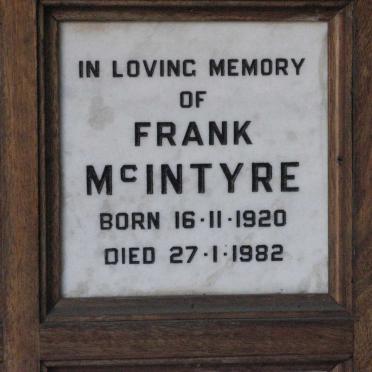 IN LOVING MEMORY
OF
FRANK
McINTYRE
BORN 16·11·1920
DIED 27·1·1982